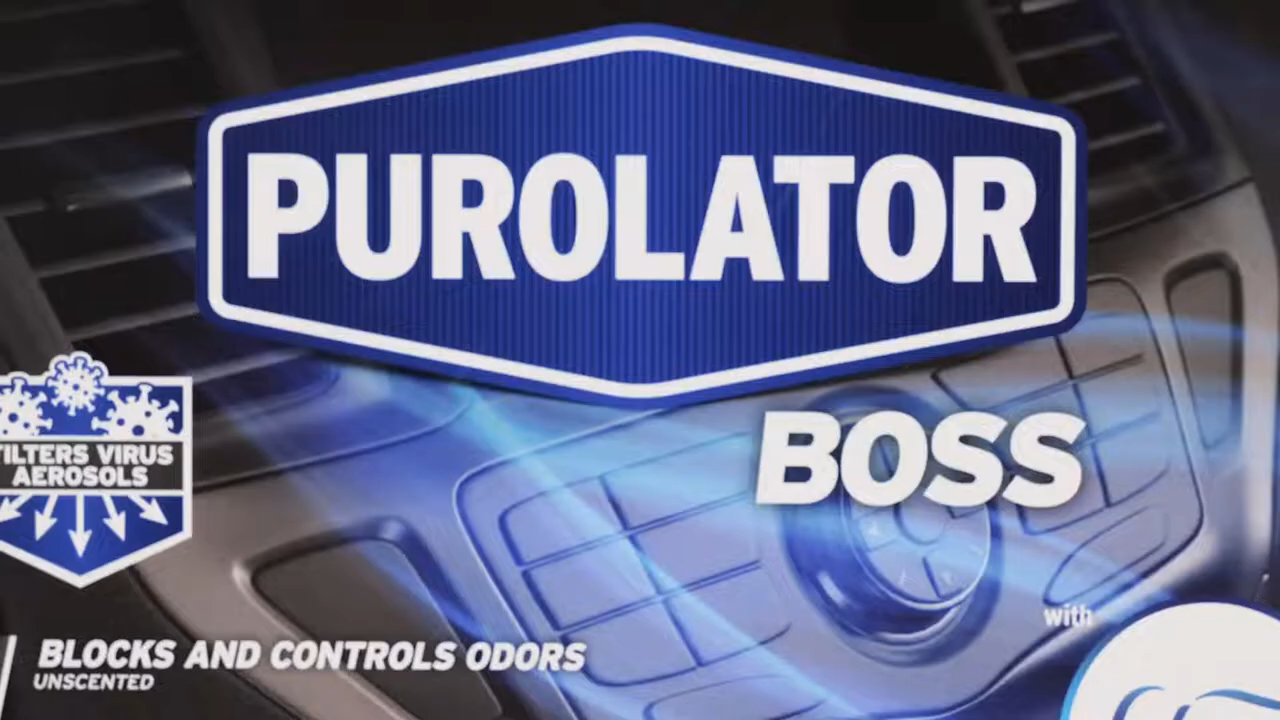 PUROLATOR
BOSS
FILTERS VIRUS
AEROSOLS
with
BLOCKS AND CONTROLS ODORS
UNSCENTED